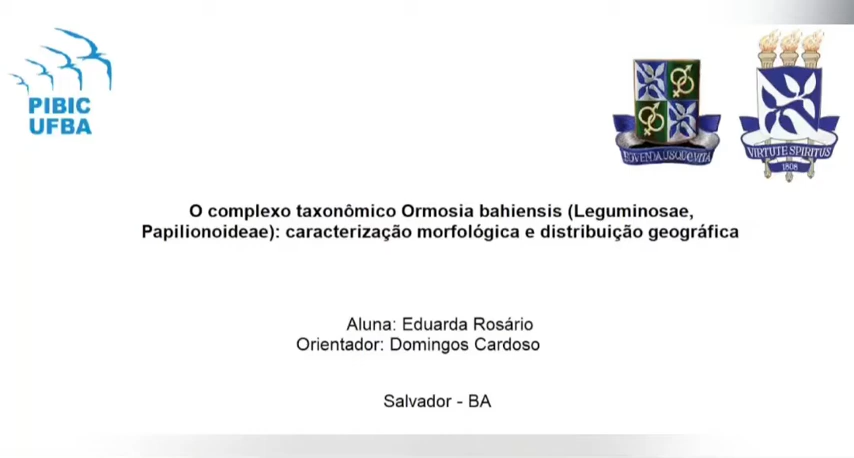 PIBIC
UFBA
VIRTUTE SPIRITUS
1808
O complexo taxonômico Ormosia bahiensis (Leguminosae,
Papilionoideae): caracterização morfológica e distribuição geográfica
Aluna: Eduarda Rosário
Orientador: Domingos Cardoso
Salvador - BA